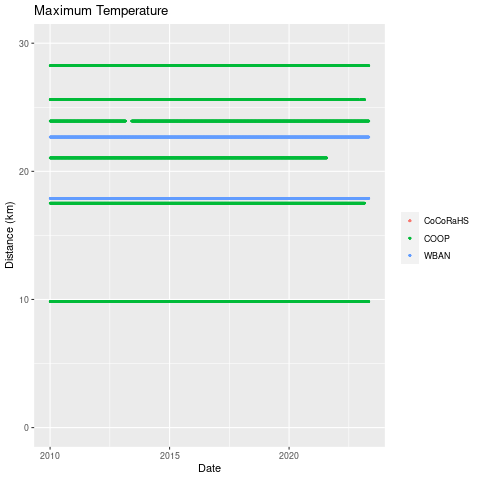 Maximum Temperature
30
20
10
0
Distance (km)
2010
2015
2020
Date
CoCoRaHS
COOP
WBAN